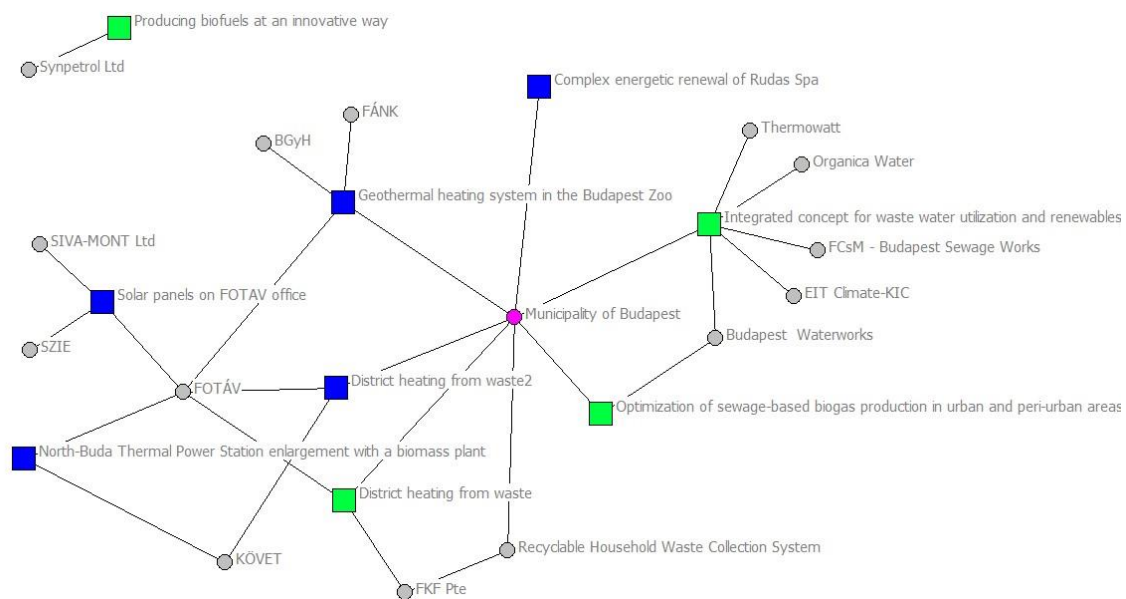 Producing biofuels at an innovative way
Synpetrol Ltd
Complex energetic renewal of Rudas Spa
FÁNK
BGyH
Thermowatt
Organica Water
Geothermal heating system in the Budapest Zoo
Integrated concept for waste water utilization and renewables
SIVA-MONT Ltd
FCsM - Budapest Sewage Works
Solar panels on FOTAV office
EIT Climate-KIC
Municipality of Budapest
Budapest Waterworks
SZIE
FOTÁV
District heating from waste2
Optimization of sewage-based biogas production in urban and peri-urban areas
North-Buda Thermal Power Station enlargement with a biomass plant
District heating from waste
Recyclable Household Waste Collection System
KÖVET
FKF Pte